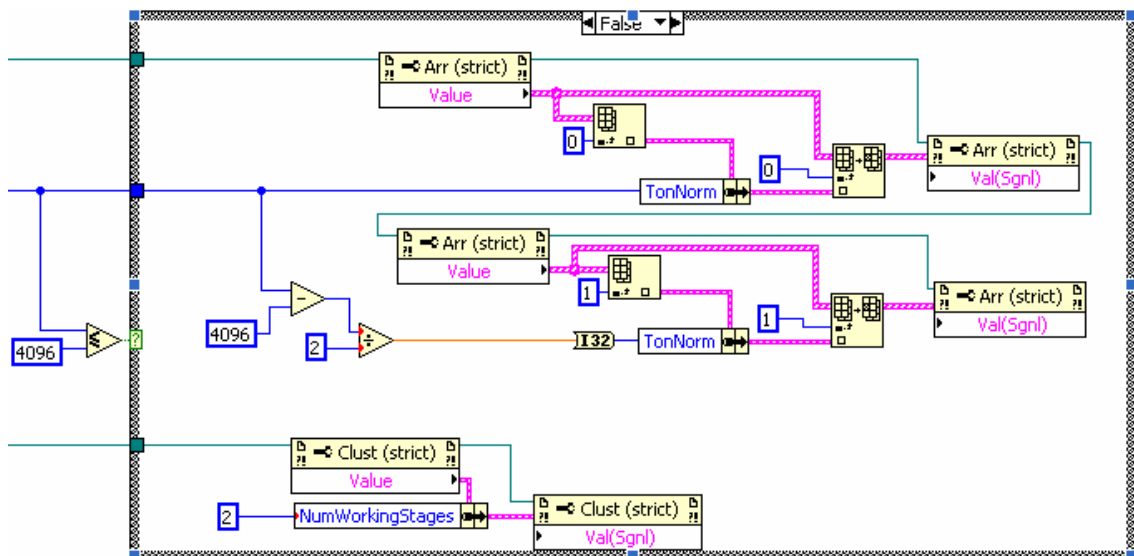 False
Arr (strict)
Value
0
0
Arr (strict)
Val(Sgnl)
TonNorm
Arr (strict)
Value
1
1
Arr (strict)
Val(Sgnl)
4096
?
4096
2
I32
TonNorm
Clust (strict)
Value
2
NumWorkingStages
Clust (strict)
Val(Sgnl)